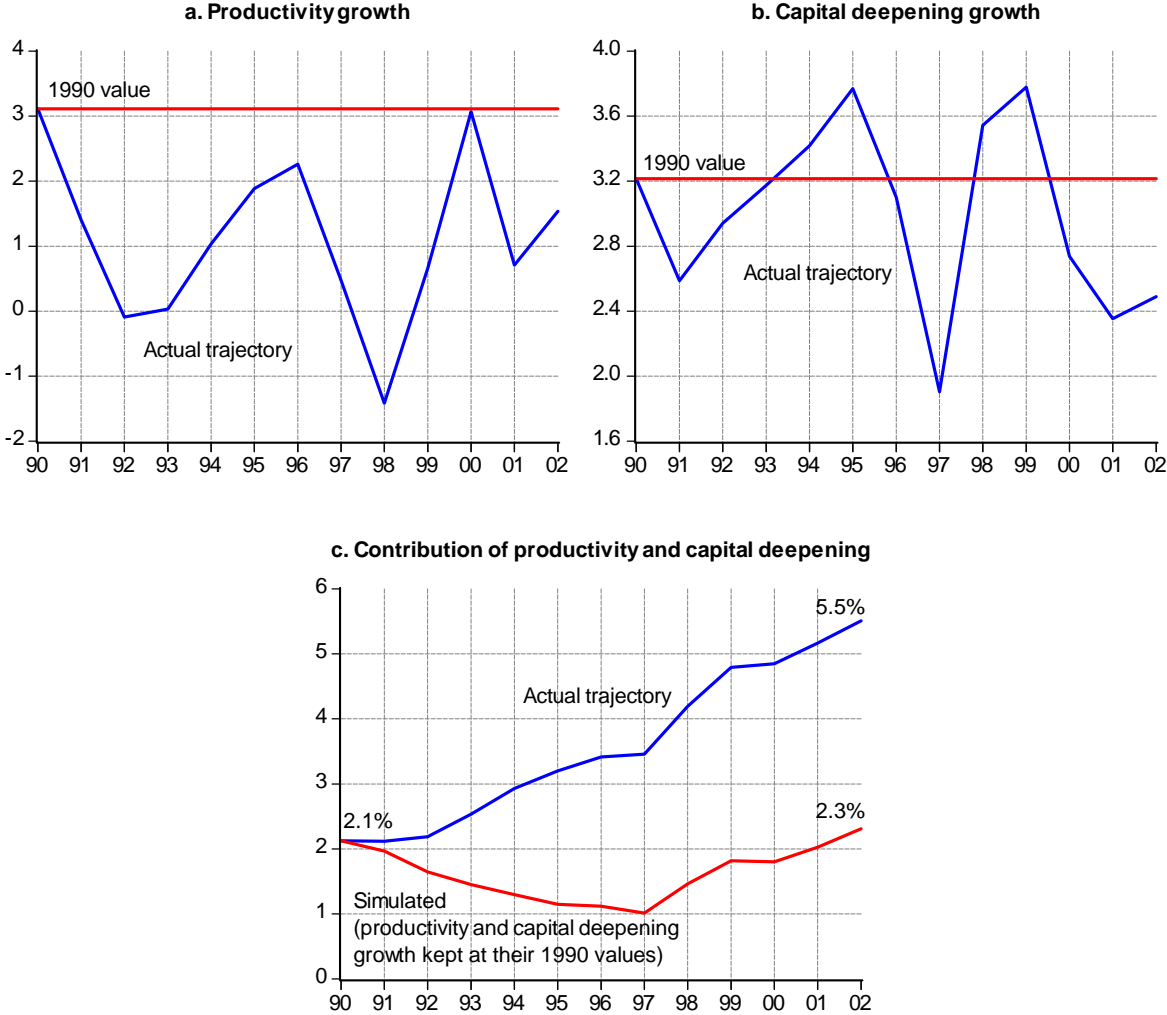 a. Productivity growth
4
3
2
1
0
-1
-2
1990 value
Actual trajectory
90 91 92 93 94 95 96 97 98 99 00 01 02
b. Capital deepening growth
4.0
3.6
3.2
2.8
2.4
2.0
1.6
1990 value
Actual trajectory
90 91 92 93 94 95 96 97 98 99 00 01 02
c. Contribution of productivity and capital deepening
6
5
4
3
2
1
0
5.5%
Actual trajectory
2.1%
2.3%
Simulated
(productivity and capital deepening
growth kept at their 1990 values)
90 91 92 93 94 95 96 97 98 99 00 01 02